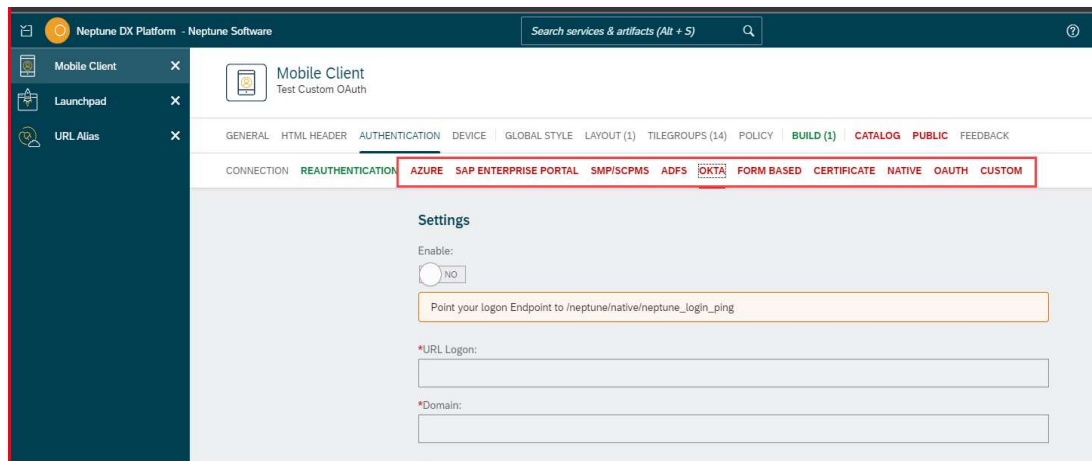 Neptune DX Platform - Neptune Software
Search services & artifacts (Alt + S)
Mobile Client
Launchpad
URL Alias
Mobile Client
Test Custom OAuth
GENERAL HTML HEADER AUTHENTICATION DEVICE GLOBAL STYLE LAYOUT (1) TILEGROUPS (14) POLICY BUILD (1) CATALOG PUBLIC FEEDBACK
CONNECTION REAUTHENTICATION AZURE SAP ENTERPRISE PORTAL SMP/SCPMS ADFS OKTA FORM BASED CERTIFICATE NATIVE OAUTH CUSTOM
Settings
Enable:
NO
Point your logon Endpoint to /neptune/native/neptune_login_ping
*URL Logon:
*Domain: